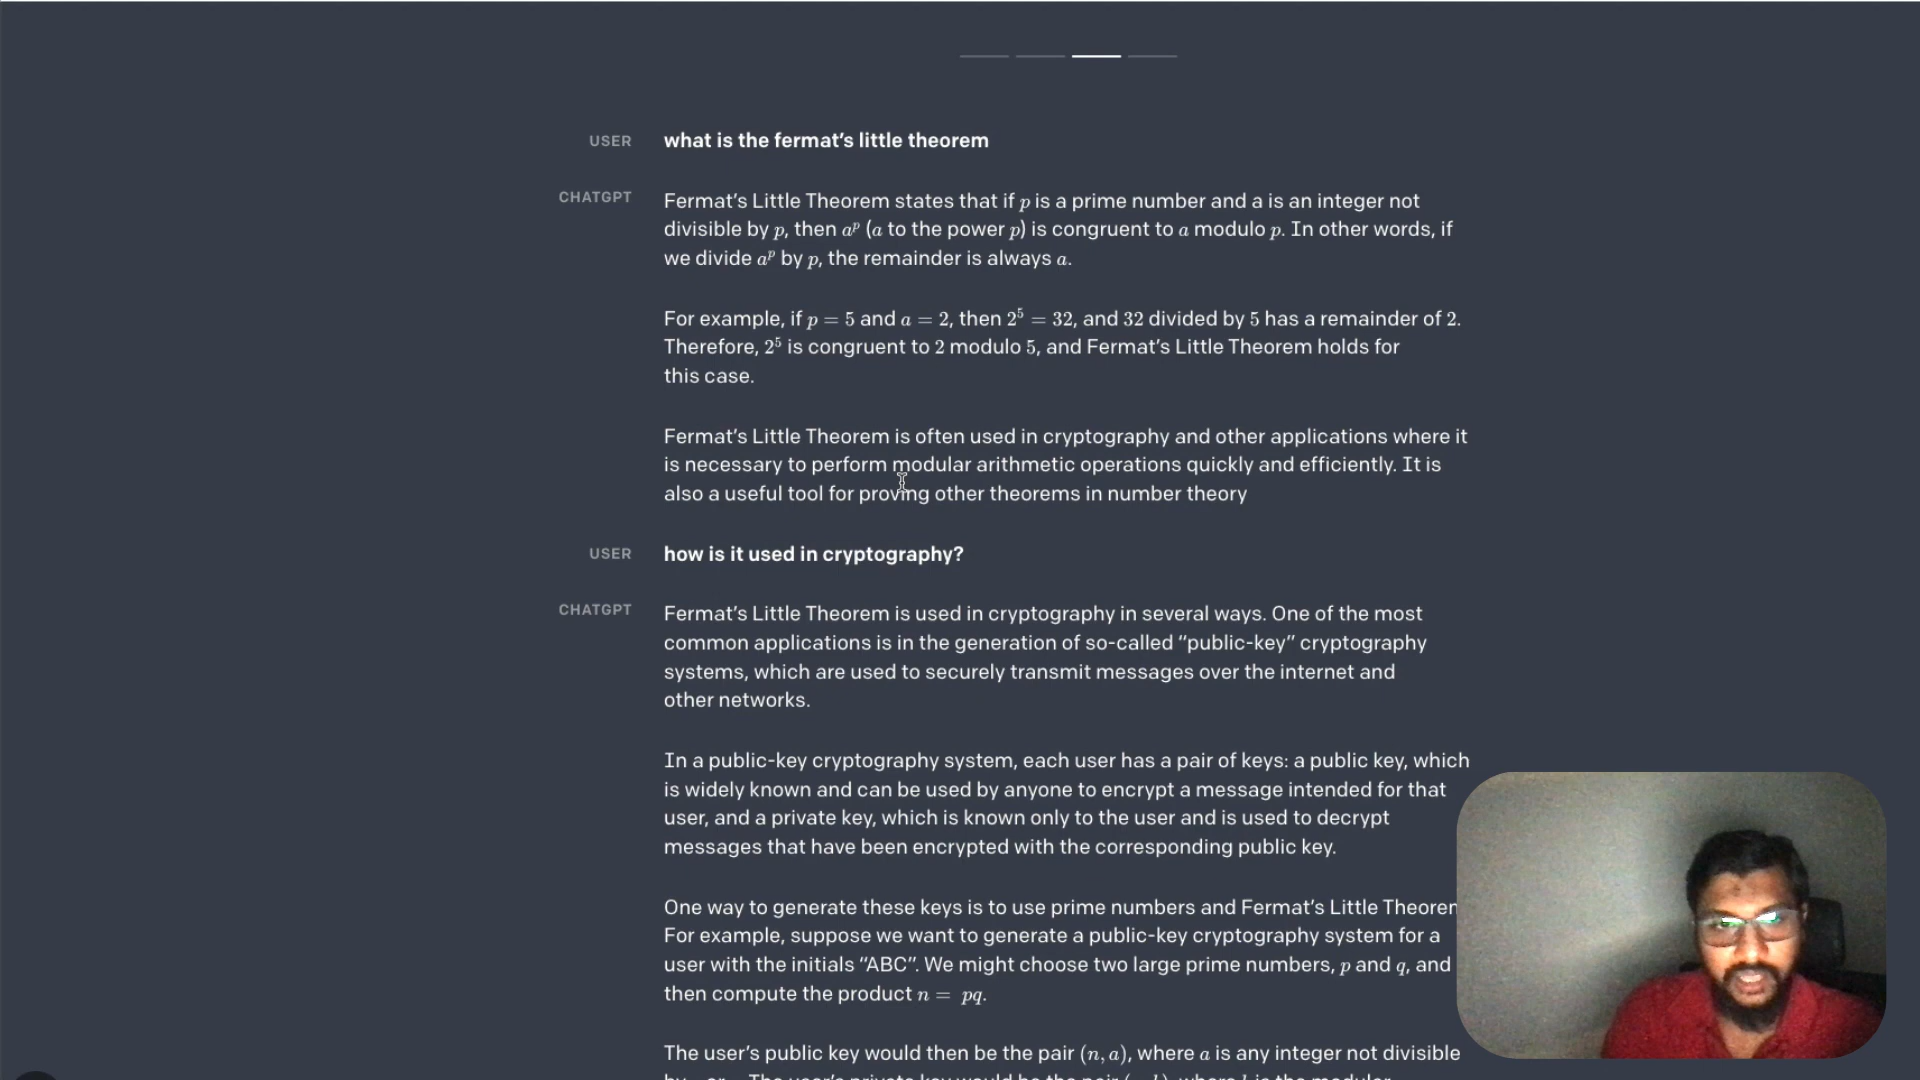 USER what is the fermat’s little theorem
CHATGPT Fermat’s Little Theorem states that if p is a prime number and a is an integer not
divisible by p, then aᵖ (a to the power p) is congruent to a modulo p. In other words, if
we divide aᵖ by p, the remainder is always a.
For example, if p = 5 and a = 2, then 2⁵ = 32, and 32 divided by 5 has a remainder of 2.
Therefore, 2⁵ is congruent to 2 modulo 5, and Fermat’s Little Theorem holds for
this case.
Fermat’s Little Theorem is often used in cryptography and other applications where it
is necessary to perform modular arithmetic operations quickly and efficiently. It is
also a useful tool for proving other theorems in number theory
USER how is it used in cryptography?
CHATGPT Fermat’s Little Theorem is used in cryptography in several ways. One of the most
common applications is in the generation of so-called “public-key” cryptography
systems, which are used to securely transmit messages over the internet and
other networks.
In a public-key cryptography system, each user has a pair of keys: a public key, which
is widely known and can be used by anyone to encrypt a message intended for that
user, and a private key, which is known only to the user and is used to decrypt
messages that have been encrypted with the corresponding public key.
One way to generate these keys is to use prime numbers and Fermat’s Little
For example, suppose we want to generate a public-key cryptography system for a
user with the initials “ABC”. We might choose two large prime numbers, p and q, and
then compute the product n = pq.
The user’s public key would then be the pair (n, a), where a is any integer not divisible